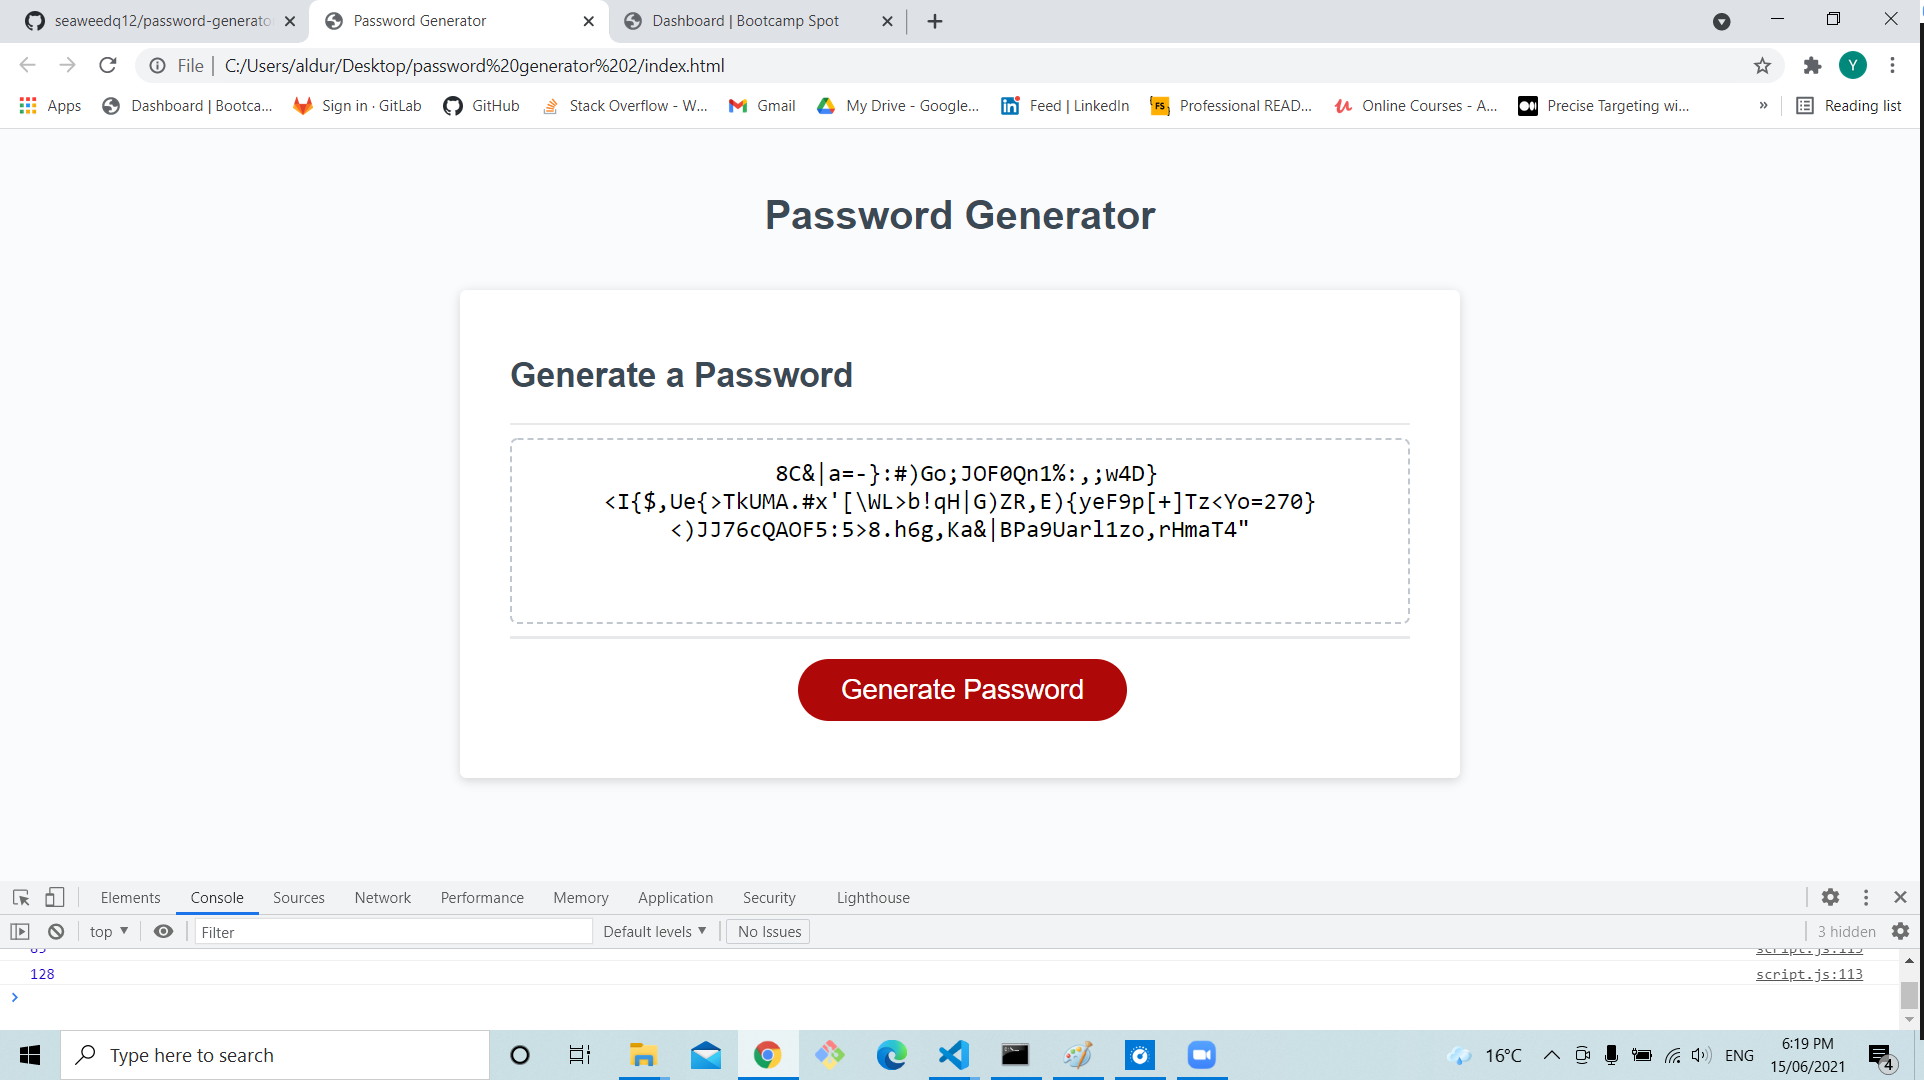 seaweedq12/password-generato
Password Generator
Dashboard | Bootcamp Spot
File
C:/Users/aldur/Desktop/password%20generator%202/index.html
Y
Apps
Dashboard | Bootca...
Sign in · GitLab
GitHub
Stack Overflow - W...
Gmail
My Drive - Google...
Feed | LinkedIn
FS
Professional READ...
Online Courses - A...
Precise Targeting wi...
»
Reading list
Password Generator
Generate a Password
8C&|a=-}:#)Go;JOF0Qn1%:,;w4D}
<I{$,Ue{>TkUMA.#x'[\WL>b!qH|G)ZR,E){yeF9p[+]Tz<Yo=270}
<)JJ76cQAOF5:5>8.h6g,Ka&|BPa9Uarl1zo,rHmaT4"
Generate Password
Elements
Console
Sources
Network
Performance
Memory
Application
Security
Lighthouse
top
Filter
Default levels
No Issues
3 hidden
script.js:113
128
script.js:113
Type here to search
16°C
ENG
6:19 PM
15/06/2021
4